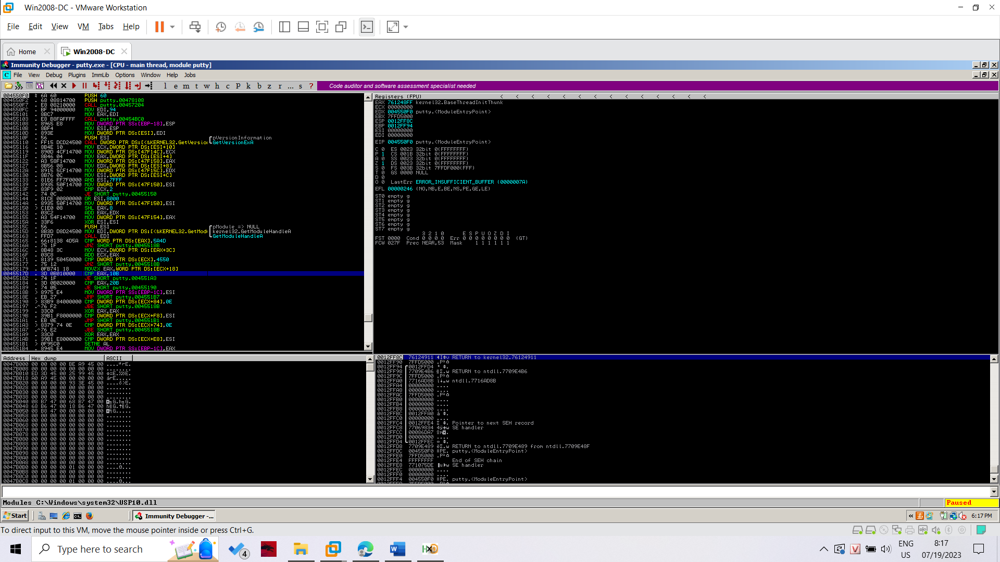 Win2008-DC - VMware Workstation
File Edit View VM Tabs Help
Home
Win2008-DC
Immunity Debugger - putty.exe - [CPU - main thread, module putty]
File View Debug Plugins ImmLib Options Window Help Jobs
l e m t w h c p k b z r ... s ?
Code auditor and software assessment specialist needed
004550F0 $ 6A 60 PUSH 60
004550F2 . 68 08814700 PUSH putty.00478108
004550F7 . E8 08210000 CALL putty.00457204
004550FC . BF 94000000 MOV EDI,94
00455101 . 8BC7 MOV EAX,EDI
00455103 . E8 B8FAFFFF CALL putty.00454BC0
00455108 . 8965 E8 MOV DWORD PTR SS:[EBP-18],ESP
0045510B . 8BF4 MOV ESI,ESP
0045510D . 893E MOV DWORD PTR DS:[ESI],EDI
0045510F . 56 PUSH ESI pVersionInformation
00455110 . FF15 DCD24500 CALL DWORD PTR DS:[<&KERNEL32.GetVersion GetVersionExA
00455116 . 8B4E 10 MOV ECX,DWORD PTR DS:[ESI+10]
00455119 . 890D 4CF14700 MOV DWORD PTR DS:[47F14C],ECX
0045511F . 8B46 04 MOV EAX,DWORD PTR DS:[ESI+4]
00455122 . A3 58F14700 MOV DWORD PTR DS:[47F158],EAX
00455127 . 8B56 08 MOV EDX,DWORD PTR DS:[ESI+8]
0045512A . 8915 5CF14700 MOV DWORD PTR DS:[47F15C],EDX
00455130 . 8B76 0C MOV ESI,DWORD PTR DS:[ESI+C]
00455133 . 81E6 FF7F0000 AND ESI,7FFF
00455139 . 8935 50F14700 MOV DWORD PTR DS:[47F150],ESI
0045513F . 83F9 02 CMP ECX,2
00455142 . 74 0C JE SHORT putty.00455150
00455144 . 81CE 00800000 OR ESI,8000
0045514A . 8935 50F14700 MOV DWORD PTR DS:[47F150],ESI
00455150 > C1E0 08 SHL EAX,8
00455153 . 03C2 ADD EAX,EDX
00455155 . A3 54F14700 MOV DWORD PTR DS:[47F154],EAX
0045515A . 33F6 XOR ESI,ESI
0045515C . 56 PUSH ESI pModule => NULL
0045515D . 8B3D D8D24500 MOV EDI,DWORD PTR DS:[<&KERNEL32.GetMod kernel32.GetModuleHandleA
00455163 . FFD7 CALL EDI GetModuleHandleA
00455165 . 66:8138 4D5A CMP WORD PTR DS:[EAX],5A4D
0045516A . 75 1F JNZ SHORT putty.0045518B
0045516C . 8B48 3C MOV ECX,DWORD PTR DS:[EAX+3C]
0045516F . 03C8 ADD ECX,EAX
00455171 . 8139 50450000 CMP DWORD PTR DS:[ECX],4550
00455177 . 75 12 JNZ SHORT putty.0045518B
00455179 . 0FB741 18 MOVZX EAX,WORD PTR DS:[ECX+18]
0045517D . 3D 0B010000 CMP EAX,10B
00455182 . 74 1F JE SHORT putty.004551A3
00455184 . 3D 0B020000 CMP EAX,20B
00455189 . 74 05 JE SHORT putty.00455190
0045518B > 8975 E4 MOV DWORD PTR SS:[EBP-1C],ESI
0045518E . EB 27 JMP SHORT putty.004551B7
00455190 > 83B9 84000000 CMP DWORD PTR DS:[ECX+84],0E
00455197 .^76 F2 JBE SHORT putty.0045518B
00455199 . 33C0 XOR EAX,EAX
0045519B . 39B1 F8000000 CMP DWORD PTR DS:[ECX+F8],ESI
004551A1 . EB 0E JMP SHORT putty.004551B1
004551A3 > 8379 74 0E CMP DWORD PTR DS:[ECX+74],0E
004551A7 .^76 E2 JBE SHORT putty.0045518B
004551A9 . 33C0 XOR EAX,EAX
004551AB . 39B1 E8000000 CMP DWORD PTR DS:[ECX+E8],ESI
004551B1 > 0F95C0 SETNE AL
004551B4 . 8945 E4 MOV DWORD PTR SS:[EBP-1C],EAX
Registers (FPU) < < < < < < < < < < < < < <
EAX 761248FF kernel32.BaseThreadInitThunk
ECX 00000000
EDX 004550F0 putty.<ModuleEntryPoint>
EBX 7FFD5000
ESP 0012FF8C
EBP 0012FF94
ESI 00000000
EDI 00000000
EIP 004550F0 putty.<ModuleEntryPoint>
C 0 ES 0023 32bit 0(FFFFFFFF)
P 1 CS 001B 32bit 0(FFFFFFFF)
A 0 SS 0023 32bit 0(FFFFFFFF)
Z 1 DS 0023 32bit 0(FFFFFFFF)
S 0 FS 003B 32bit 7FFDF000(FFF)
T 0 GS 0000 NULL
D 0
O 0 LastErr ERROR_INSUFFICIENT_BUFFER (0000007A)
EFL 00000246 (NO,NB,E,BE,NS,PE,GE,LE)
ST0 empty g
ST1 empty g
ST2 empty g
ST3 empty g
ST4 empty g
ST5 empty g
ST6 empty g
ST7 empty g
3 2 1 0 E S P U O Z D I
FST 0000 Cond 0 0 0 0 Err 0 0 0 0 0 0 0 0 (GT)
FCW 027F Prec NEAR,53 Mask 1 1 1 1 1 1
Address Hex dump ASCII
0047B000 00 00 00 00 BE A9 45 00
0047B008 00 00 00 00 00 00 00 00 ........
0047B010 ED 3D 45 00 25 99 45 00
0047B018 00 A9 45 00 00 00 00 00
0047B020 00 00 00 00 93 3E 45 00
0047B028 00 00 00 00 00 00 00 00 ........
0047B030 00 00 00 00 00 00 00 00 ........
0047B038 00 00 00 00 00 00 00 00 ........
0047B040 08 B7 47 00 68 B7 47 00
0047B048 68 B6 47 00 18 B6 47 00
0047B050 08 B8 47 00 00 00 00 00
0047B058 00 00 00 00 00 00 00 00 ........
0047B060 00 00 00 00 00 00 00 00 ........
0047B068 00 00 00 00 00 00 00 00 ........
0047B070 00 00 00 00 00 00 00 00 ........
0047B078 00 00 00 00 00 00 00 00 ........
0047B080 00 00 00 00 00 00 00 00 ........
0047B088 00 00 00 00 00 00 00 00 ........
0047B090 00 00 00 00 00 00 00 00 ........
0047B098 00 00 00 00 00 00 00 00 ........
0047B0A0 00 00 00 00 00 00 00 00 ........
0047B0A8 00 00 00 00 00 00 00 00 ........
0047B0B0 00 00 00 00 01 00 00 00
0047B0B8 00 00 00 00 00 00 00 00 ........
0047B0C0 00 00 00 00 00 00 00 00 ........
0047B0C8 00 00 00 00 01 00 00 00
0012FF8C 76124911 RETURN to kernel32.76124911
0012FF90 7FFD5000
0012FF94 0012FFD4
0012FF98 7709E4B6 RETURN to ntdll.7709E4B6
0012FF9C 7FFD5000
0012FFA0 7716AD8B ntdll.7716AD8B
0012FFA4 00000000 ....
0012FFA8 00000000 ....
0012FFAC 7FFD5000
0012FFB0 00000000 ....
0012FFB4 00000000 ....
0012FFB8 00000000 ....
0012FFBC 0012FFA0
0012FFC0 00000000 ....
0012FFC4 0012FFE4 Pointer to next SEH record
0012FFC8 77069834 SE handler
0012FFCC 00086DA7
0012FFD0 00000000 ....
0012FFD4 0012FFEC
0012FFD8 7709E489 RETURN to ntdll.7709E489 from ntdll.7709E48F
0012FFDC 004550F0 putty.<ModuleEntryPoint>
0012FFE0 7FFD5000
0012FFE4 FFFFFFFF End of SEH chain
0012FFE8 771075DE SE handler
0012FFEC 00000000 ....
0012FFF0 00000000 ....
0012FFF4 004550F0 putty.<ModuleEntryPoint>
Modules C:\Windows\system32\USP10.dll
Paused
Start
Immunity Debugger -...
«
6:17 PM
To direct input to this VM, move the mouse pointer inside or press Ctrl+G.
Type here to search
4
ENG
US
8:17
07/19/2023